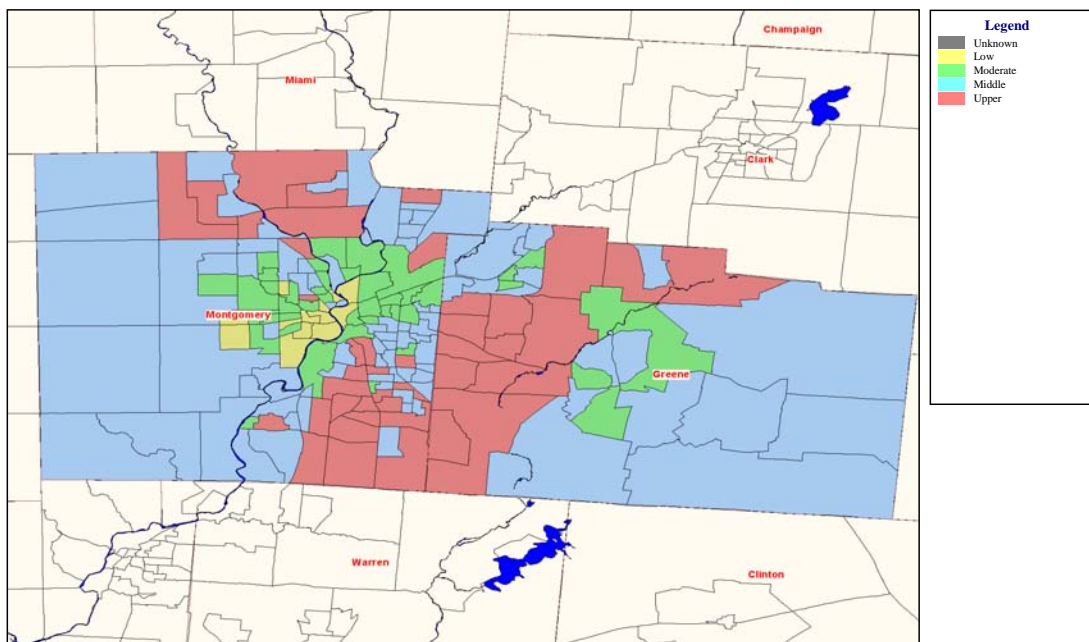 Champaign
Miami
Clark
Montgomery
Greene
Warren
Clinton
Legend
Unknown
Low
Moderate
Middle
Upper